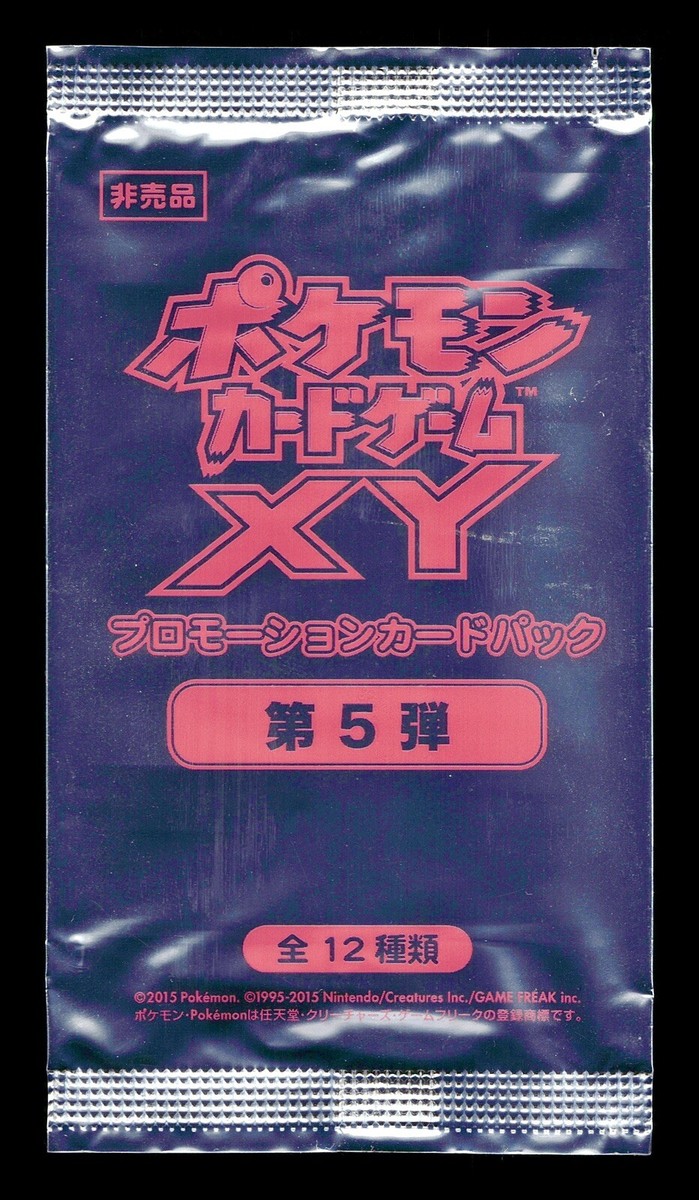 非売品
ポケモン
カードゲーム™
XY
プロモーションカードパック
第5弾
全12種類
©2015 Pokémon. ©1995-2015 Nintendo/Creatures Inc./GAME FREAK inc.
ポケモン・Pokémonは任天堂・クリーチャーズ・ゲームフリークの登録商標です。